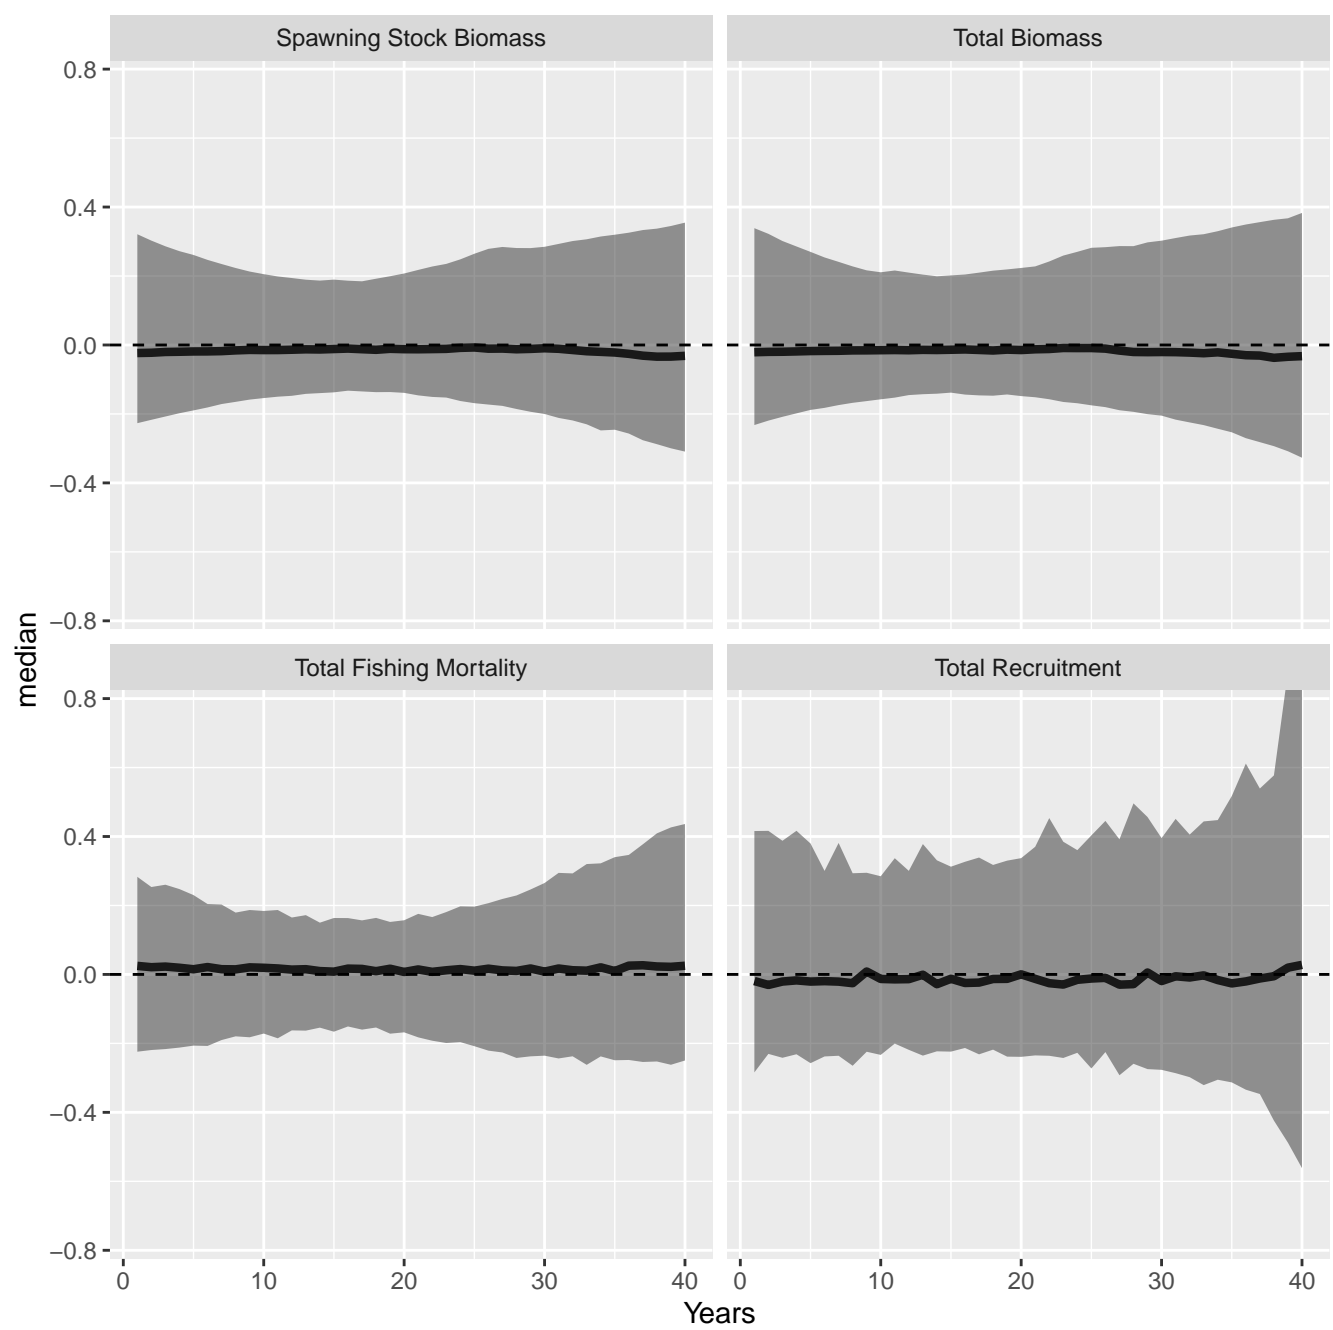 Spawning Stock Biomass
Total Biomass
0.8
0.4
0.0
−0.4
−0.8
median
Total Fishing Mortality
Total Recruitment
0.8
0.4
0.0
−0.4
−0.8
0 10 20 30 40
0 10 20 30 40
Years